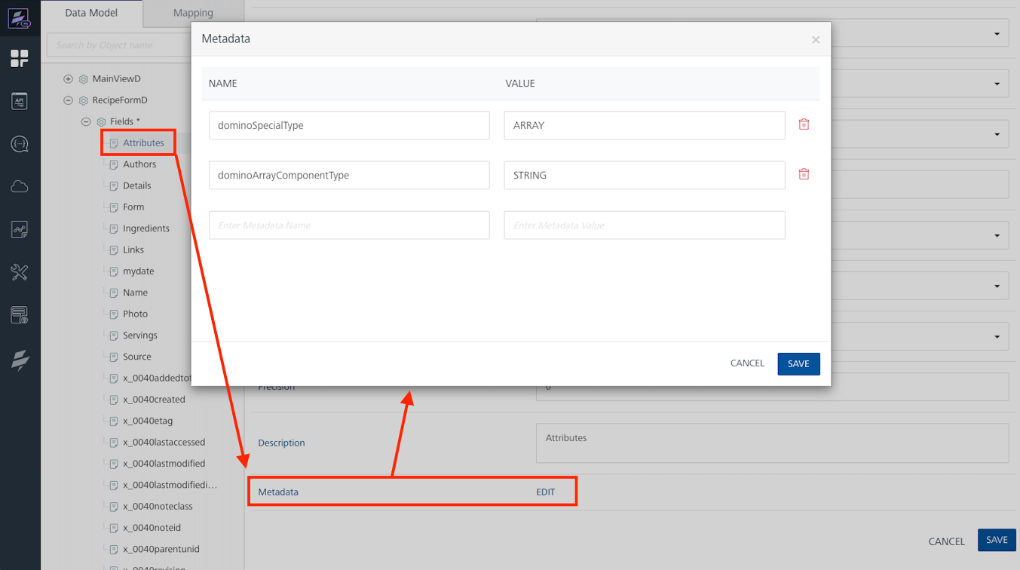 Data Model
Mapping
Search by Object name
MainViewD
RecipeFormD
Fields *
Attributes
Authors
Details
Form
Ingredients
Links
mydate
Name
Photo
Servings
Source
x_0040addedtof
x_0040created
x_0040etag
x_0040lastaccessed
x_0040lastmodified
x_0040lastmodifiedi...
x_0040noteclass
x_0040noteid
x_0040parentunid
x_0040revision
Metadata
NAME VALUE
dominoSpecialType ARRAY
dominoArrayComponentType STRING
Enter Metadata Name Enter Metadata Value
CANCEL SAVE
Precision 0
Description Attributes
Metadata EDIT
CANCEL SAVE